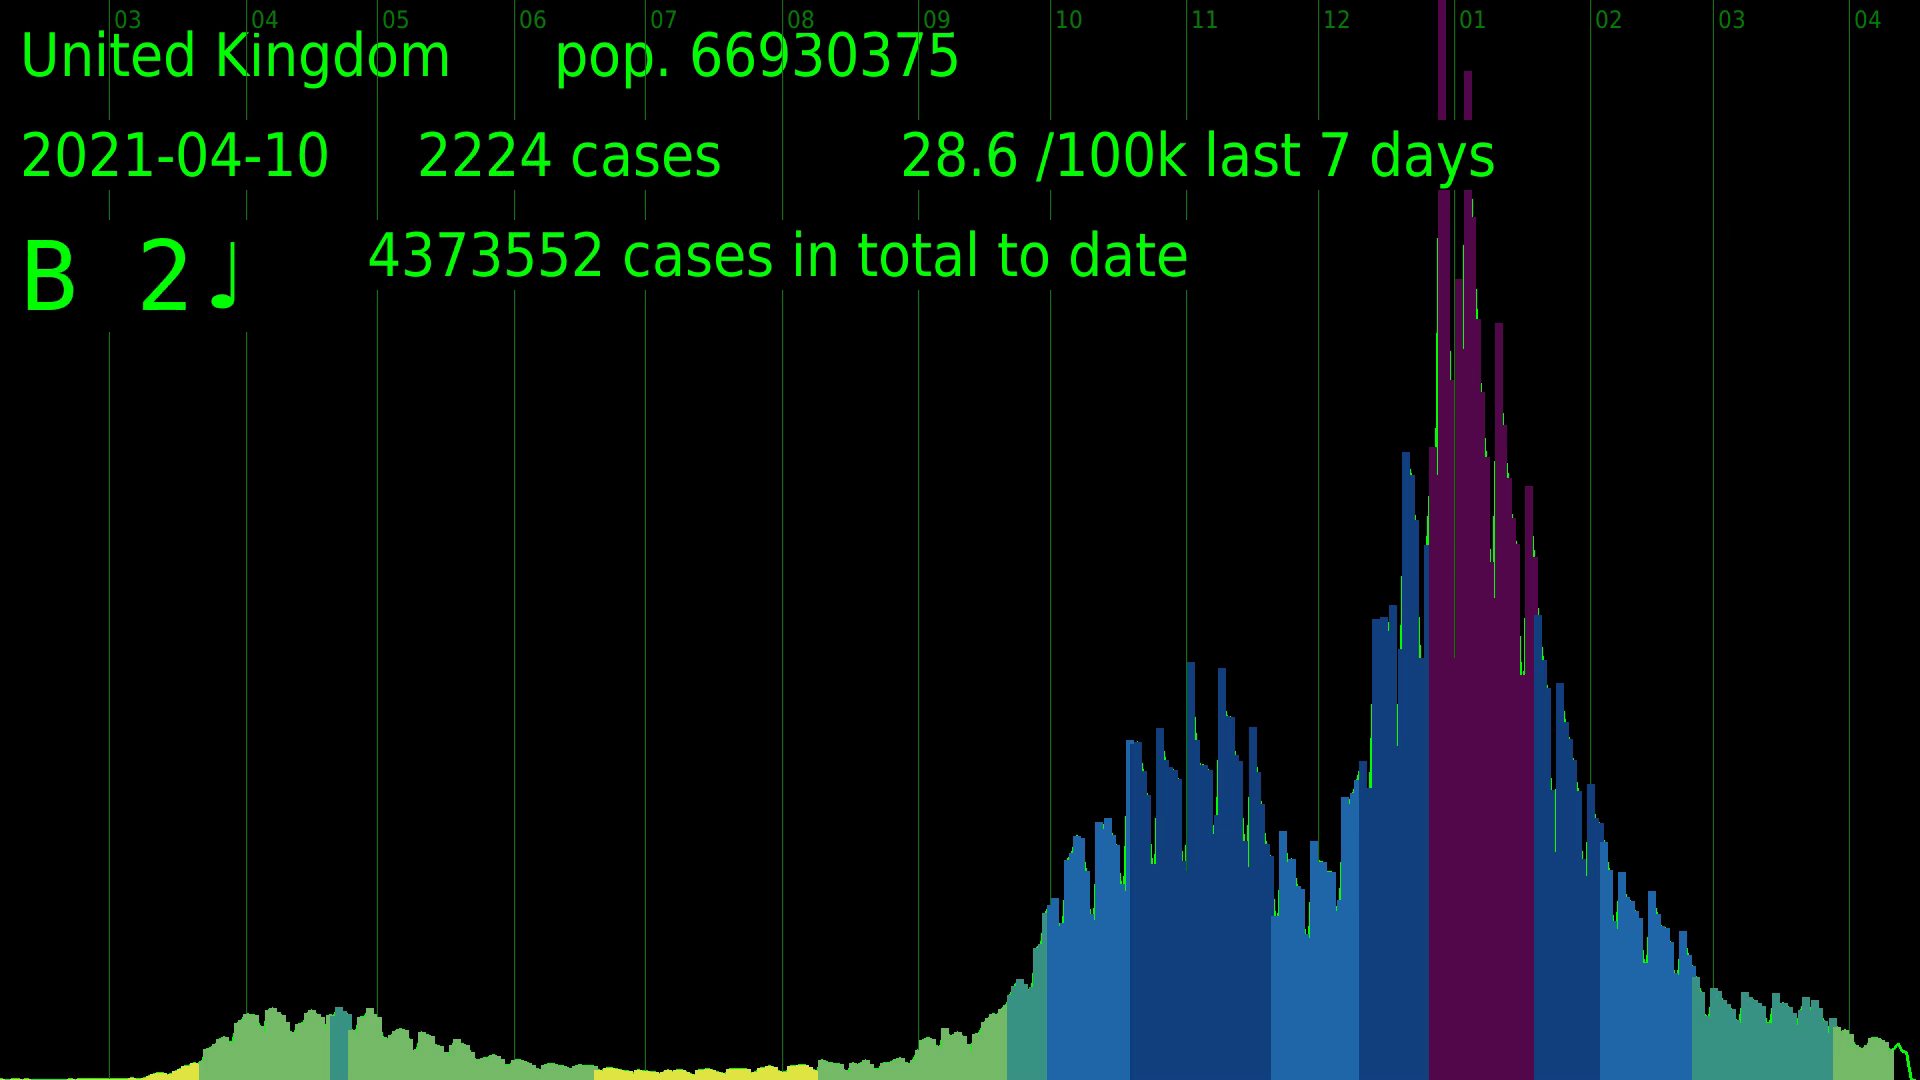 03 04 05 06 07 08 09 10 11 12 01 02 03 04
United Kingdom pop. 66930375
2021-04-10 2224 cases 28.6 /100k last 7 days
B 2♩ 4373552 cases in total to date